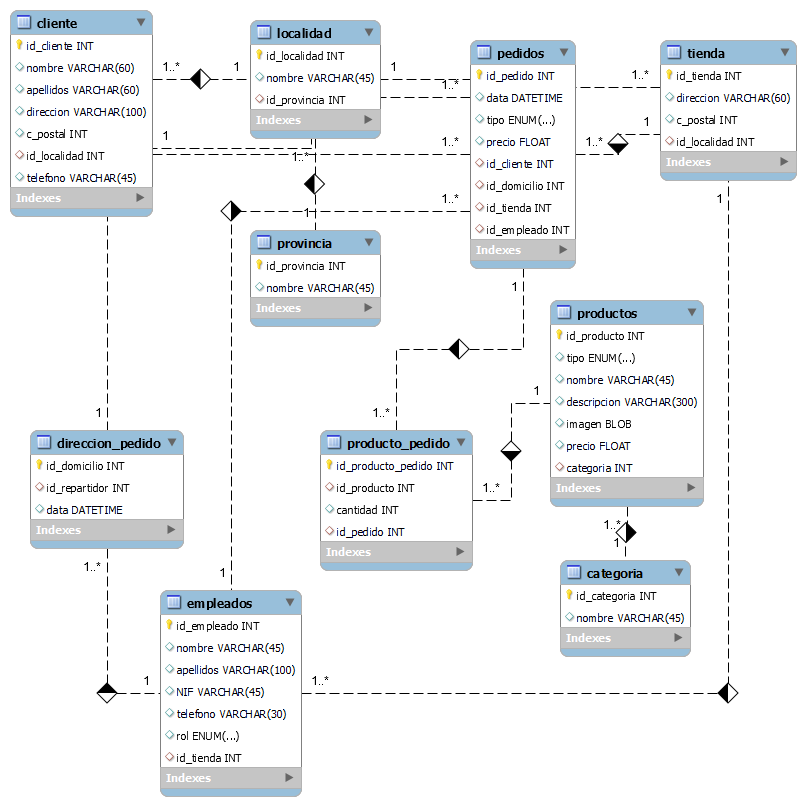 cliente
id_cliente INT
nombre VARCHAR(60)
apellidos VARCHAR(60)
direccion VARCHAR(100)
c_postal INT
id_localidad INT
telefono VARCHAR(45)
Indexes
1..*
1
localidad
id_localidad INT
nombre VARCHAR(45)
id_provincia INT
Indexes
1
1..*
pedidos
id_pedido INT
data DATETIME
tipo ENUM(...)
precio FLOAT
id_cliente INT
id_domicilio INT
id_tienda INT
id_empleado INT
Indexes
1..*
1
1..*
tienda
id_tienda INT
direccion VARCHAR(60)
c_postal INT
id_localidad INT
Indexes
1
1..*
1..*
1..*
1
provincia
id_provincia INT
nombre VARCHAR(45)
Indexes
1
1
productos
id_producto INT
tipo ENUM(...)
nombre VARCHAR(45)
descripcion VARCHAR(300)
imagen BLOB
precio FLOAT
categoria INT
Indexes
1
1..*
1
direccion_pedido
id_domicilio INT
id_repartidor INT
data DATETIME
Indexes
producto_pedido
id_producto_pedido INT
id_producto INT
cantidad INT
id_pedido INT
Indexes
1..*
1..*
1
categoria
id_categoria INT
nombre VARCHAR(45)
Indexes
1..*
1
empleados
id_empleado INT
nombre VARCHAR(45)
apellidos VARCHAR(100)
NIF VARCHAR(45)
telefono VARCHAR(30)
rol ENUM(...)
id_tienda INT
Indexes
1
1..*